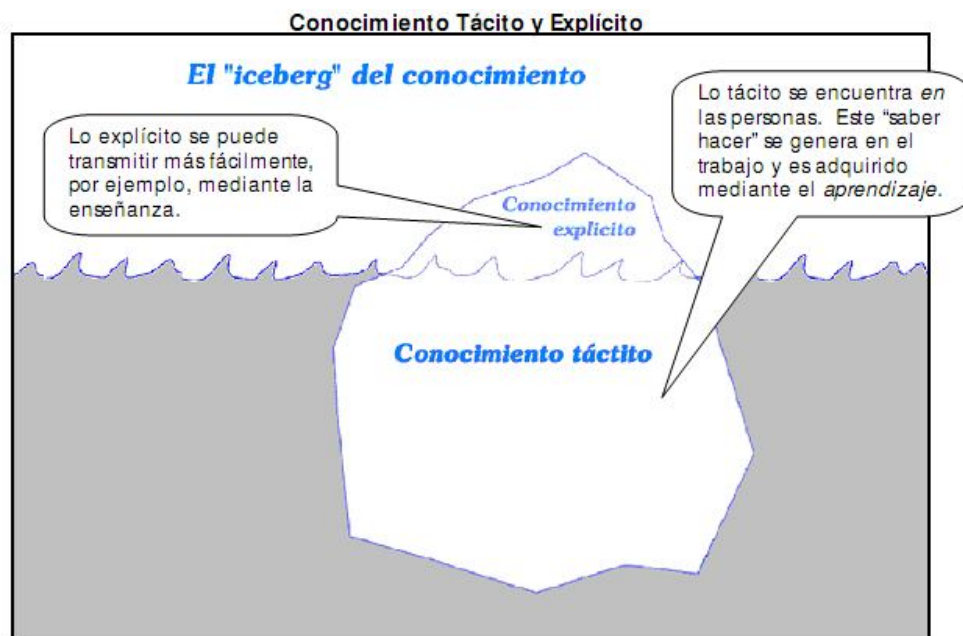 Conocimiento Tácito y Explícito
El "iceberg" del conocimiento
Lo explícito se puede
transmitir más fácilmente,
por ejemplo, mediante la
enseñanza.
Lo tácito se encuentra en
las personas. Este “saber
hacer” se genera en el
trabajo y es adquirido
mediante el aprendizaje.
Conocimiento
explicito
Conocimiento táctito